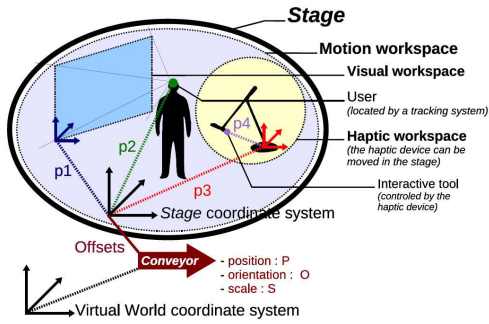 Stage
Motion workspace
Visual workspace
User
(located by a tracking system)
p4
Haptic workspace
(the haptic device can be
moved in the stage)
p2
p1
p3
Interactive tool
(controled by the
haptic device)
Stage coordinate system
Offsets
Conveyor
- position : P
- orientation : O
- scale : S
Virtual World coordinate system